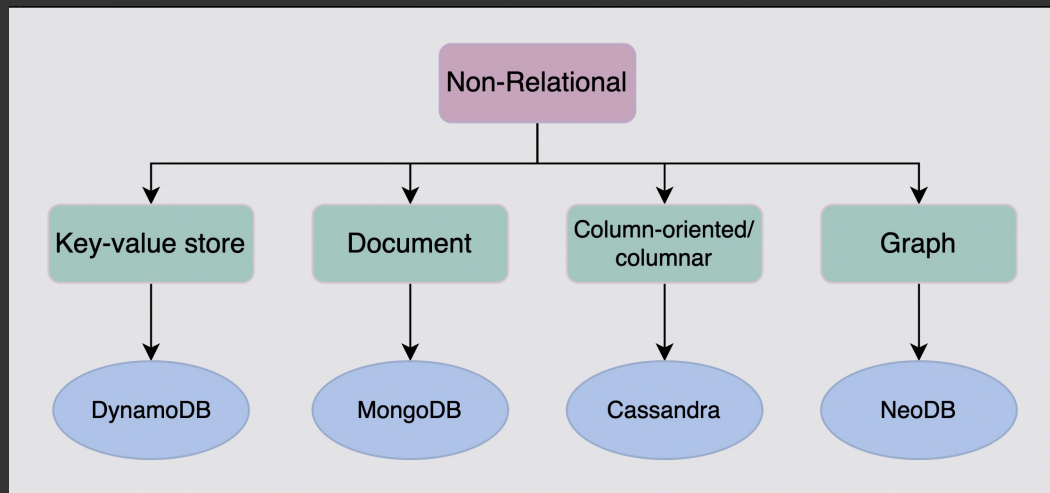 Non-Relational
Key-value store
Document
Column-oriented/
columnar
Graph
DynamoDB
MongoDB
Cassandra
NeoDB